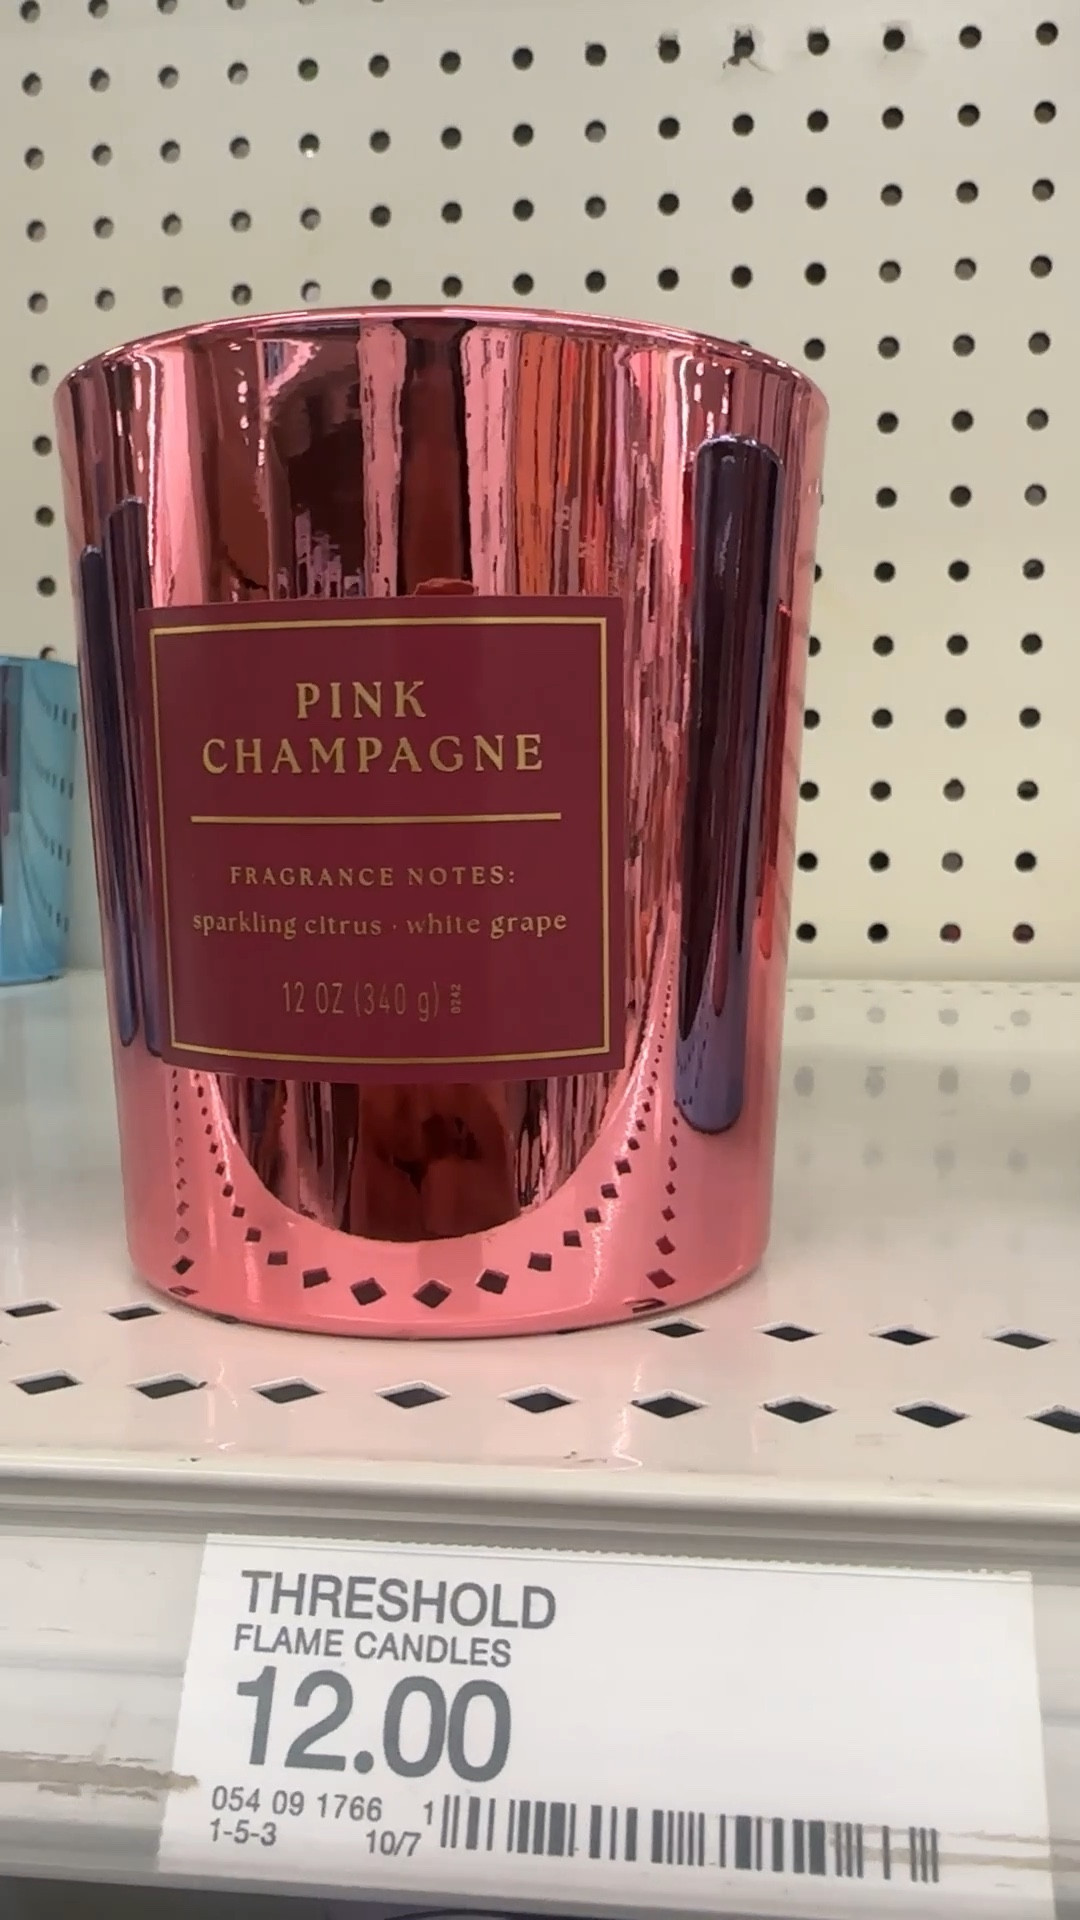 PINK
CHAMPAGNE
FRAGRANCE NOTES:
sparkling citrus · white grape
12 OZ (340 g) 0242
THRESHOLD
FLAME CANDLES
12.00
054 09 1766 1
1-5-3 10/7